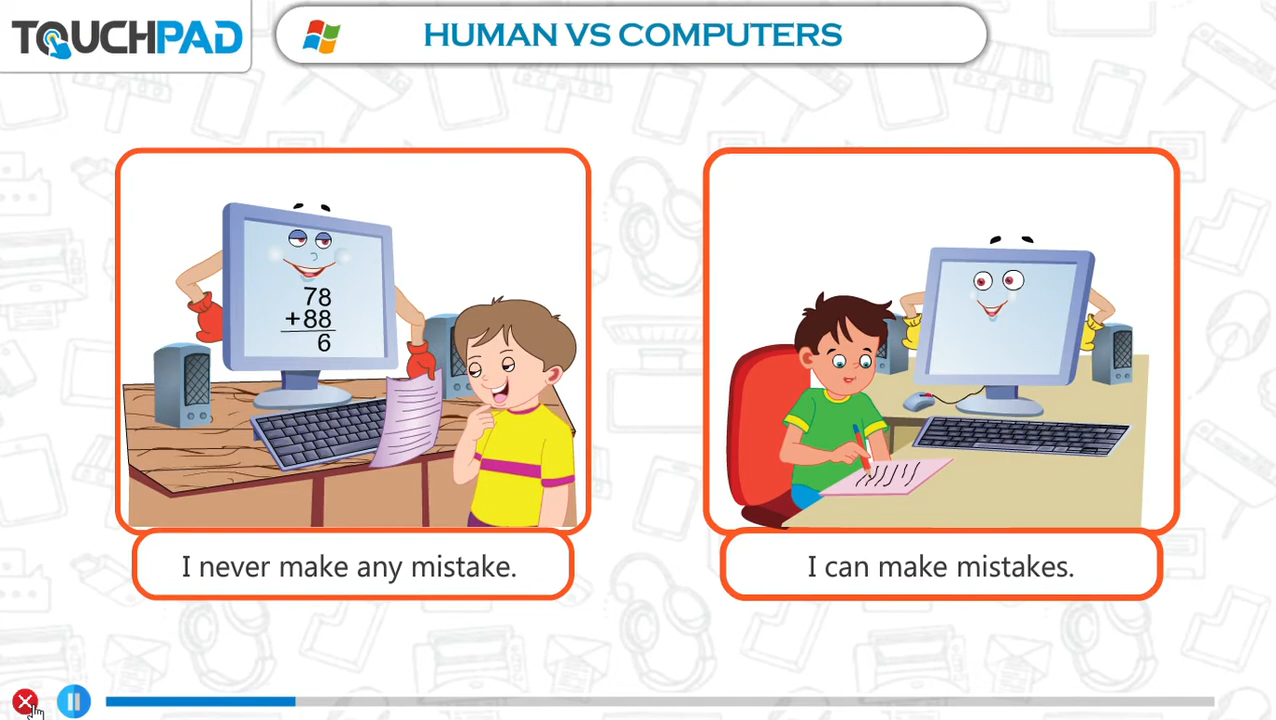 TOUCHPAD
HUMAN VS COMPUTERS
78
+88
6
I never make any mistake.
I can make mistakes.